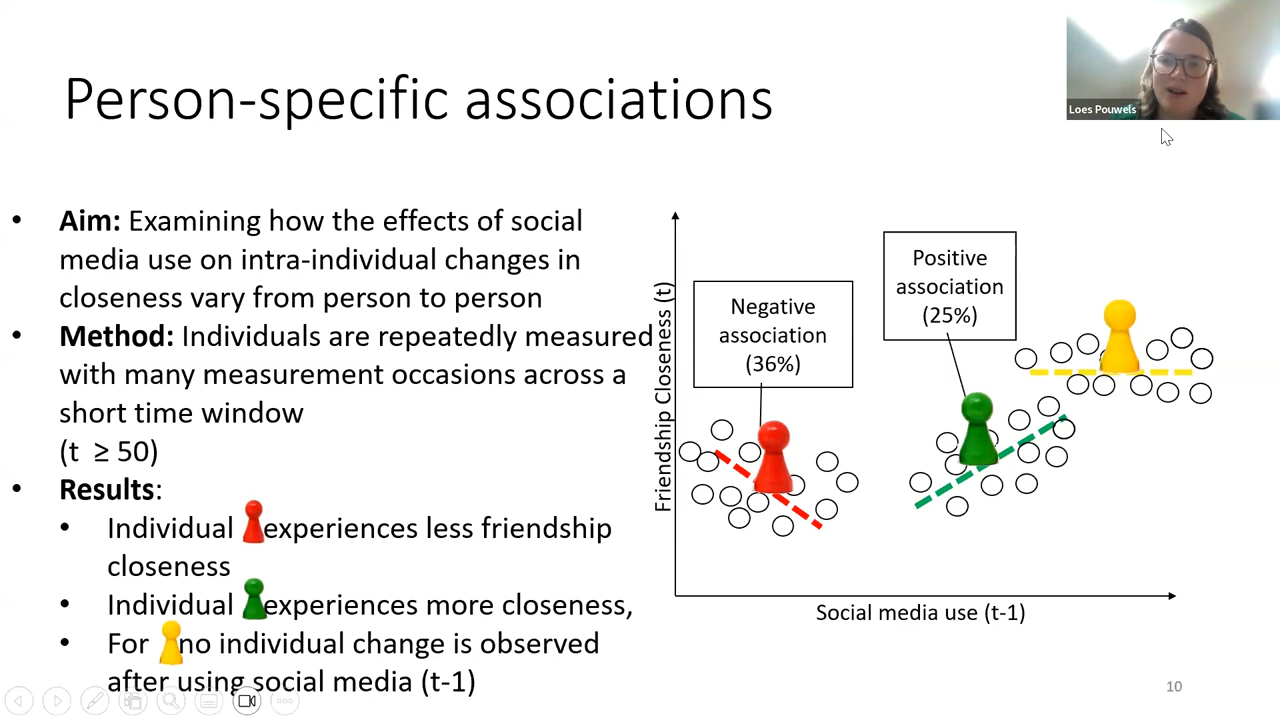 Person-specific associations
Loes Pouwels
• Aim: Examining how the effects of social
media use on intra-individual changes in
closeness vary from person to person
• Method: Individuals are repeatedly measured
with many measurement occasions across a
short time window
(t ≥ 50)
• Results:
• Individual experiences less friendship
closeness
• Individual experiences more closeness,
• For no individual change is observed
after using social media (t-1)
Friendship Closeness (t)
Negative
association
(36%)
Positive
association
(25%)
Social media use (t-1)
10